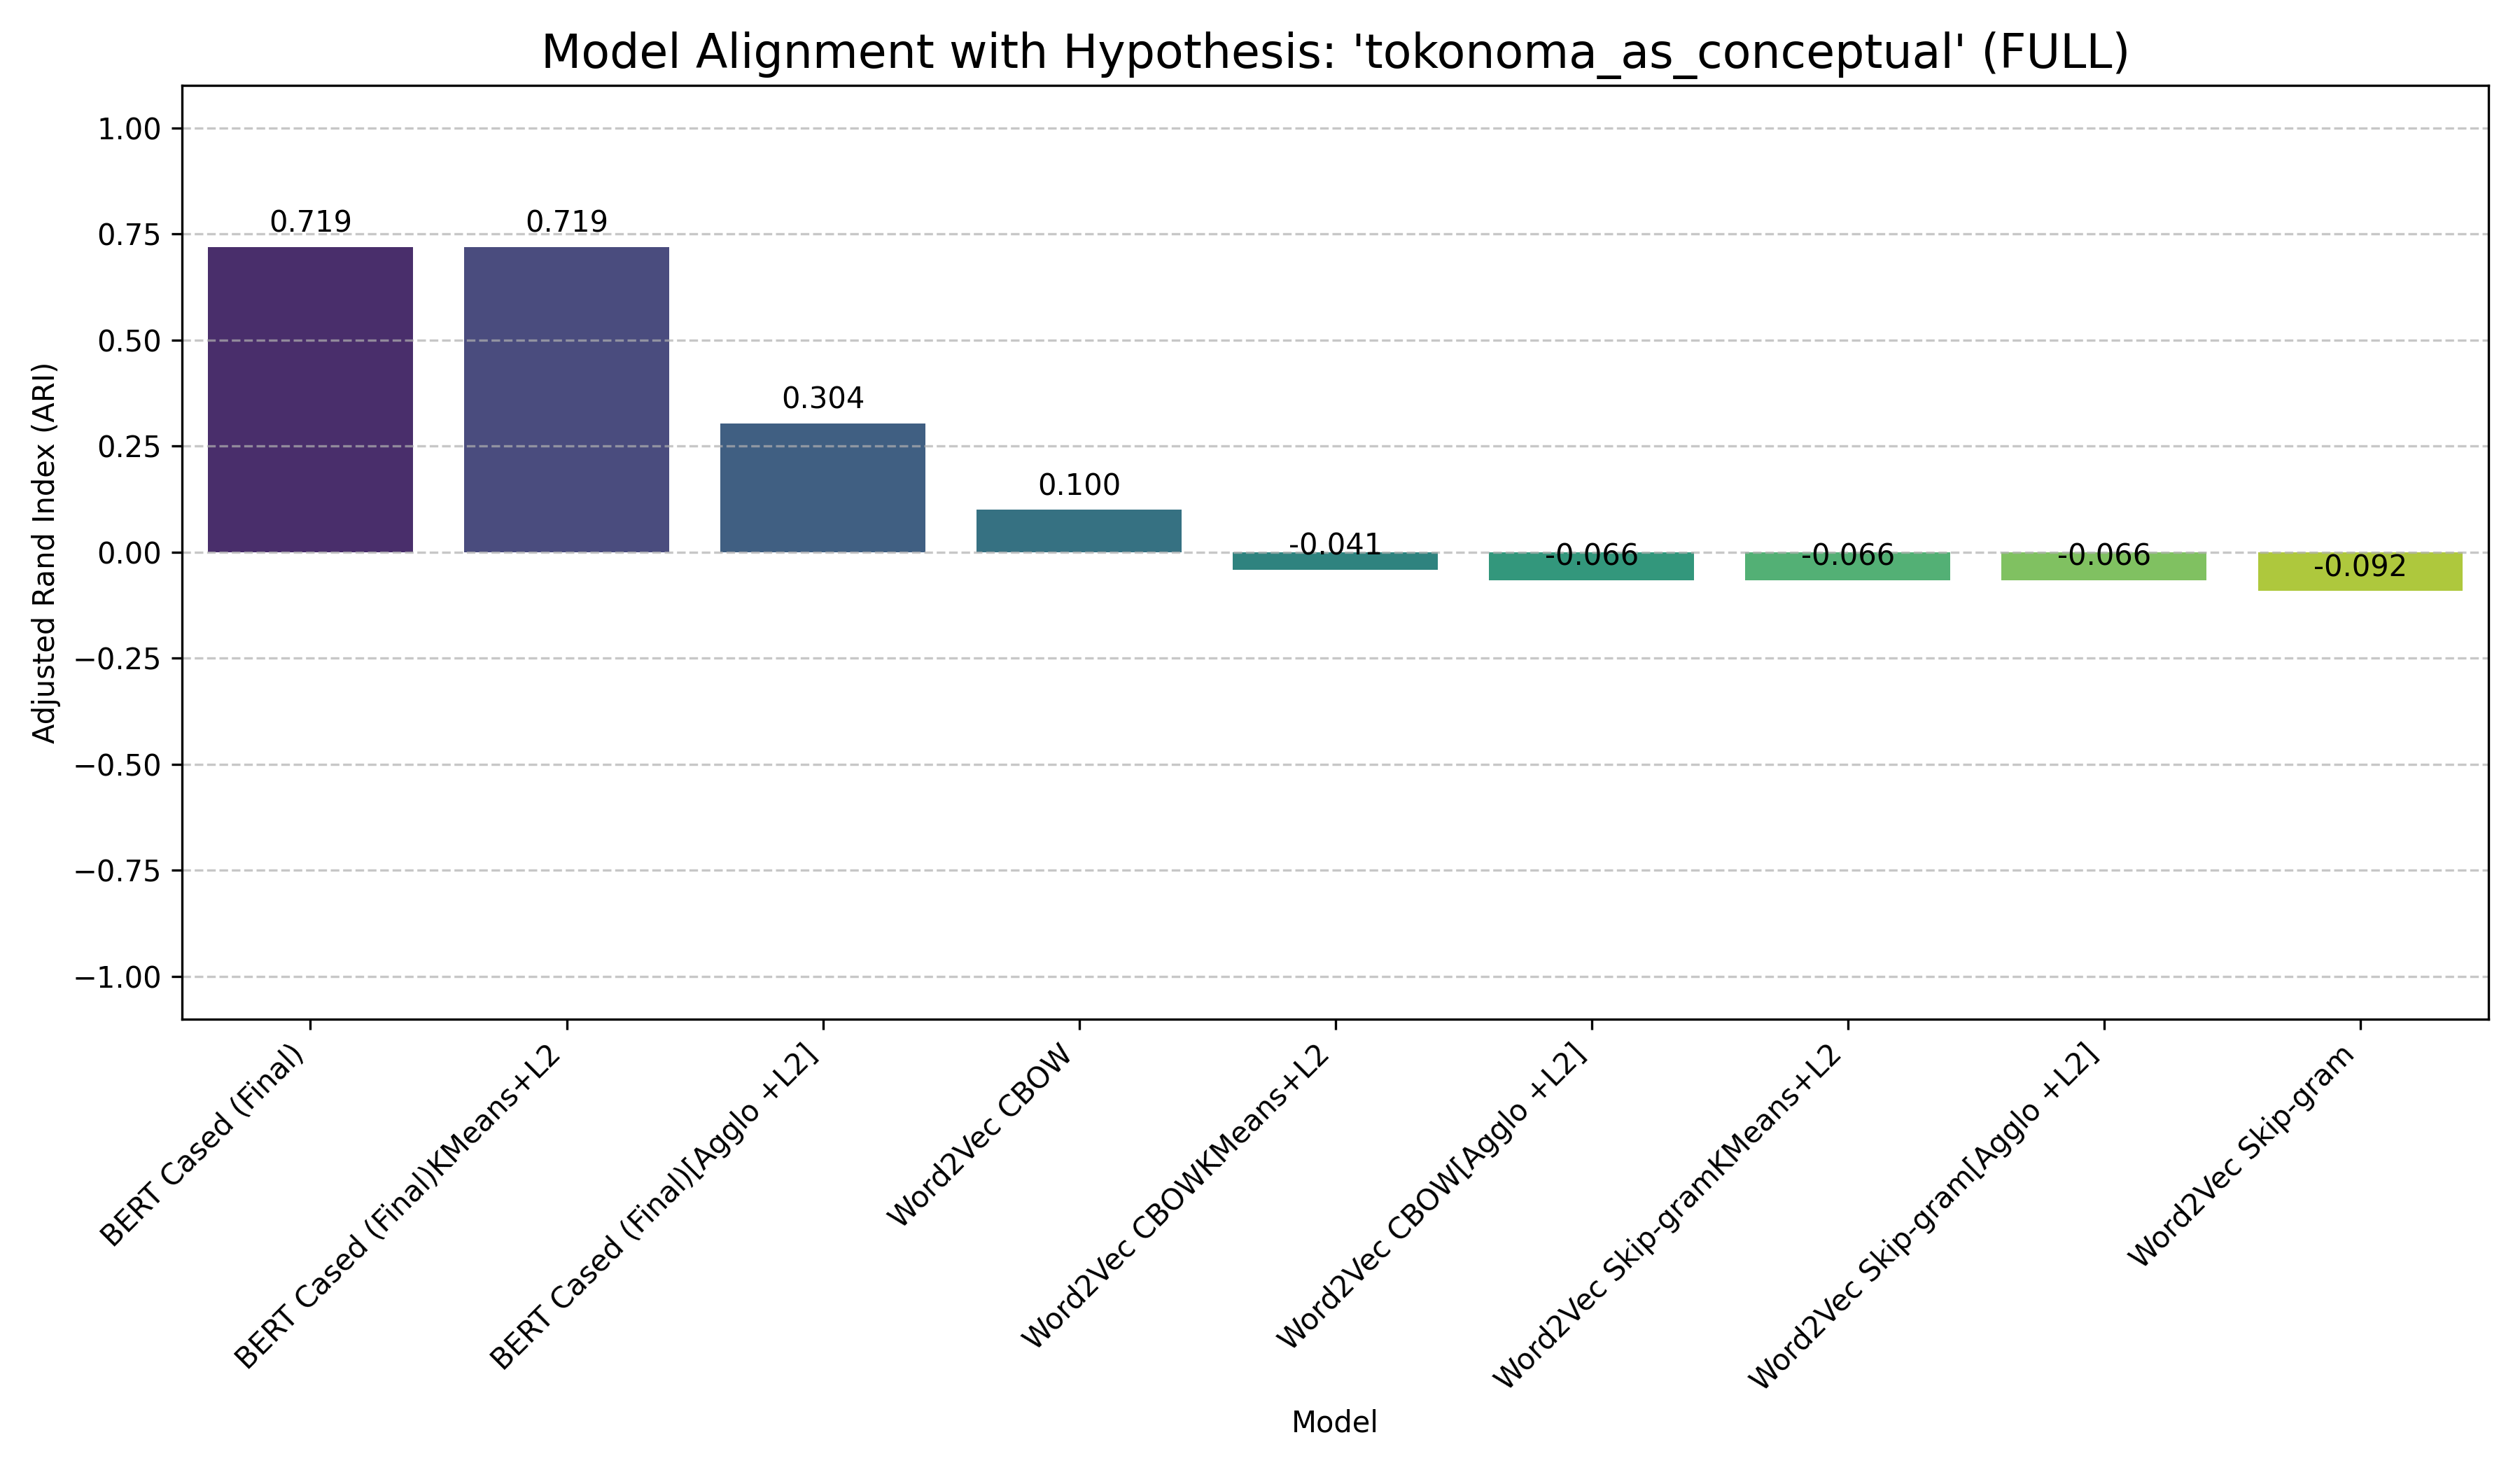 Model Alignment with Hypothesis: 'tokonoma_as_conceptual' (FULL)
Adjusted Rand Index (ARI)
1.00
0.75
0.50
0.25
0.00
−0.25
−0.50
−0.75
−1.00
0.719
0.719
0.304
0.100
-0.041
-0.066
-0.066
-0.066
-0.092
BERT Cased (Final)
BERT Cased (Final)KMeans+L2
BERT Cased (Final)[Agglo +L2]
Word2Vec CBOW
Word2Vec CBOWKMeans+L2
Word2Vec CBOW[Agglo +L2]
Word2Vec Skip-gramKMeans+L2
Word2Vec Skip-gram[Agglo +L2]
Word2Vec Skip-gram
Model